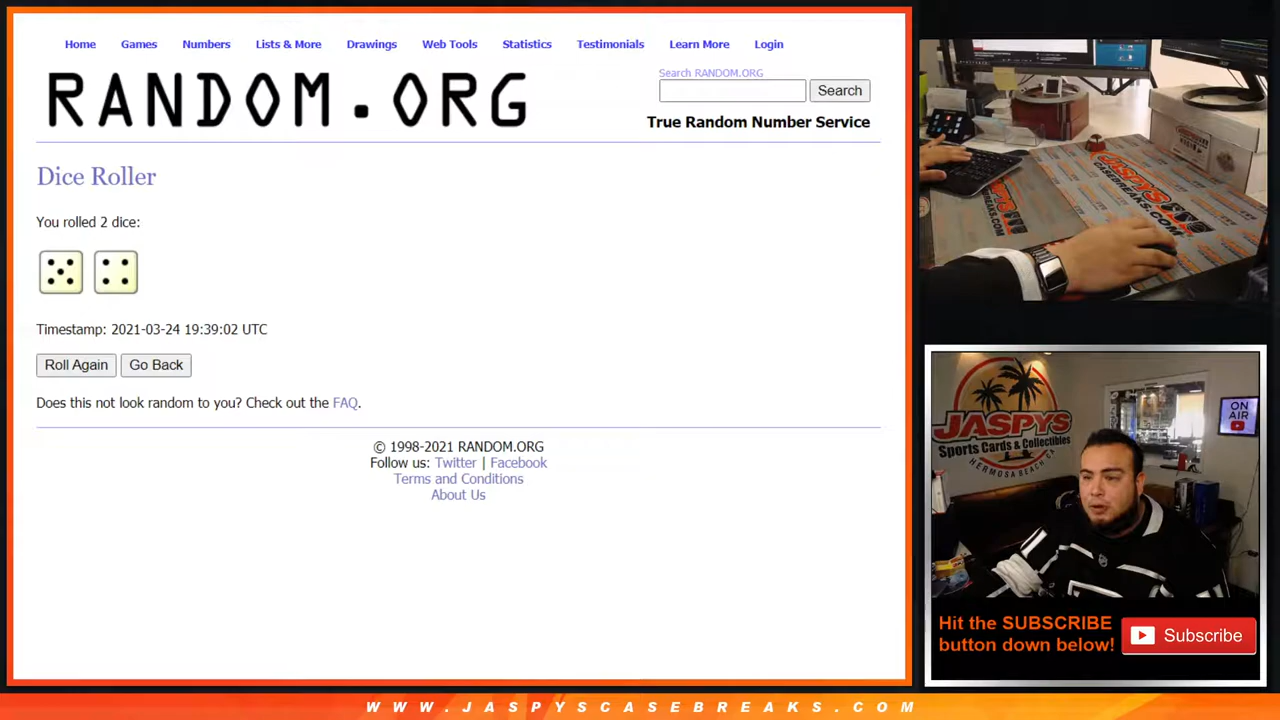 Home Games Numbers Lists & More Drawings Web Tools Statistics Testimonials Learn More Login
RANDOM.ORG
Search RANDOM.ORG
Search
True Random Number Service
Dice Roller
You rolled 2 dice:
Timestamp: 2021-03-24 19:39:02 UTC
Roll Again Go Back
Does this not look random to you? Check out the FAQ.
© 1998-2021 RANDOM.ORG
Follow us: Twitter | Facebook
Terms and Conditions
About Us
JASPYS
CASEBREAKS.COM
JASPYS
Sports Cards & Collectibles
HERMOSA BEACH CA
ON
AIR
Hit the SUBSCRIBE
button down below!
Subscribe
WWW.JASPYSCASEBREAKS.COM